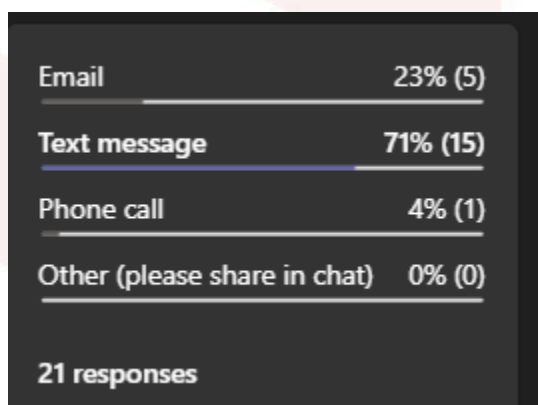 Email 23% (5)
Text message 71% (15)
Phone call 4% (1)
Other (please share in chat) 0% (0)
21 responses